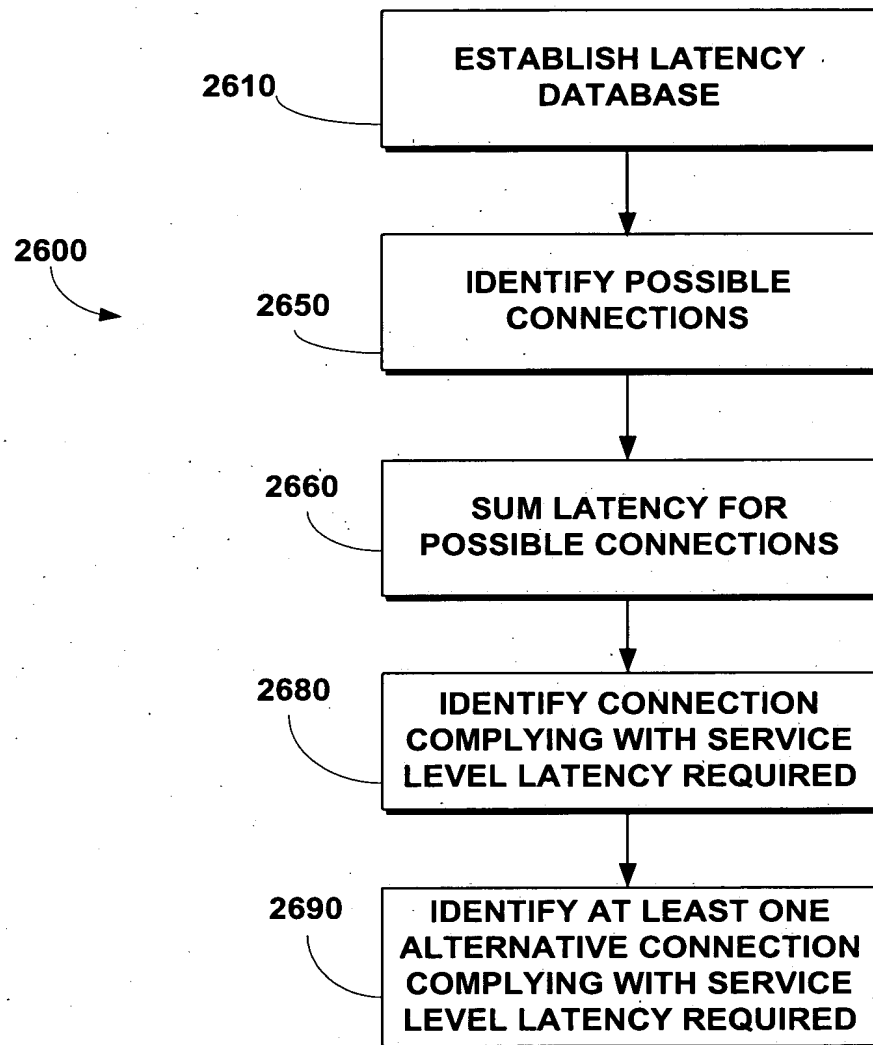 2610
ESTABLISH LATENCY
DATABASE
2600
2650
IDENTIFY POSSIBLE
CONNECTIONS
2660
SUM LATENCY FOR
POSSIBLE CONNECTIONS
2680
IDENTIFY CONNECTION
COMPLYING WITH SERVICE
LEVEL LATENCY REQUIRED
2690
IDENTIFY AT LEAST ONE
ALTERNATIVE CONNECTION
COMPLYING WITH SERVICE
LEVEL LATENCY REQUIRED